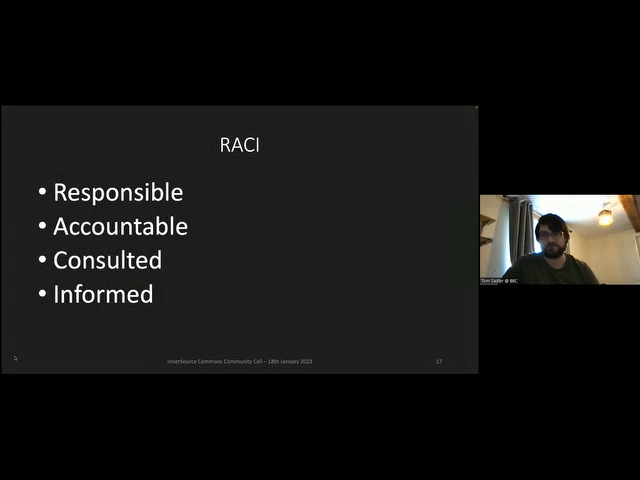 RACI
• Responsible
• Accountable
• Consulted
• Informed
InnerSource Commons Community Call – 18th January 2023
17
Tom Sadler @ BBC